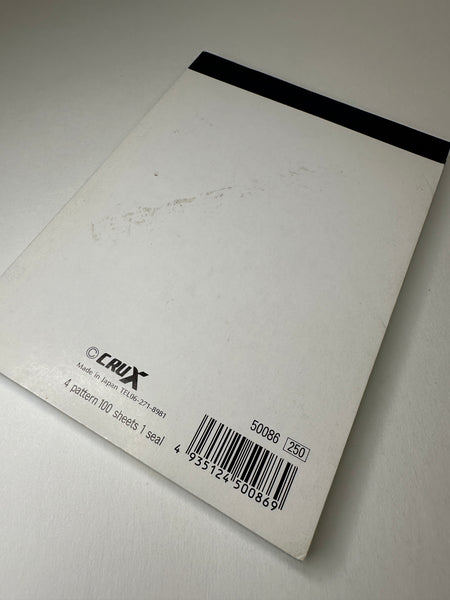 © CRUX
Made in Japan TEL06-271-8981
4 pattern 100 sheets 1 seal
50086 250
4 935124 500869